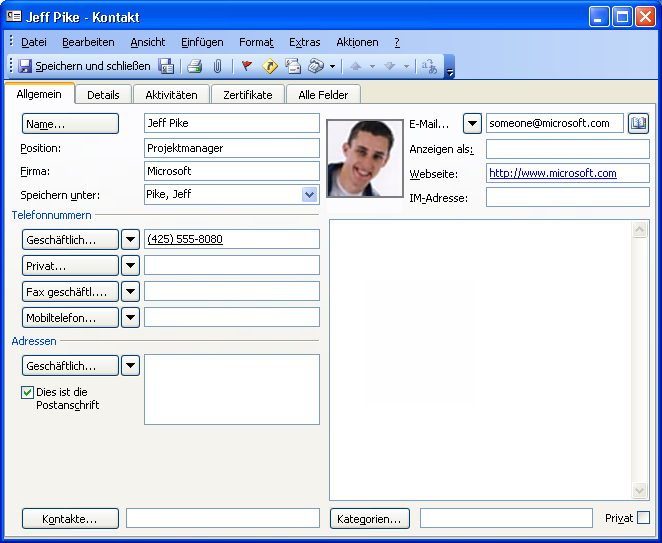 Jeff Pike - Kontakt
Datei Bearbeiten Ansicht Einfügen Format Extras Aktionen ?
Speichern und schließen
Allgemein Details Aktivitäten Zertifikate Alle Felder
Name... Jeff Pike
Position: Projektmanager
Firma: Microsoft
Speichern unter: Pike, Jeff
E-Mail... someone@microsoft.com
Anzeigen als:
Webseite: http://www.microsoft.com
IM-Adresse:
Telefonnummern
Geschäftlich... (425) 555-8080
Privat...
Fax geschäftl....
Mobiltelefon...
Adressen
Geschäftlich...
Dies ist die
Postanschrift
Kontakte... Kategorien... Privat